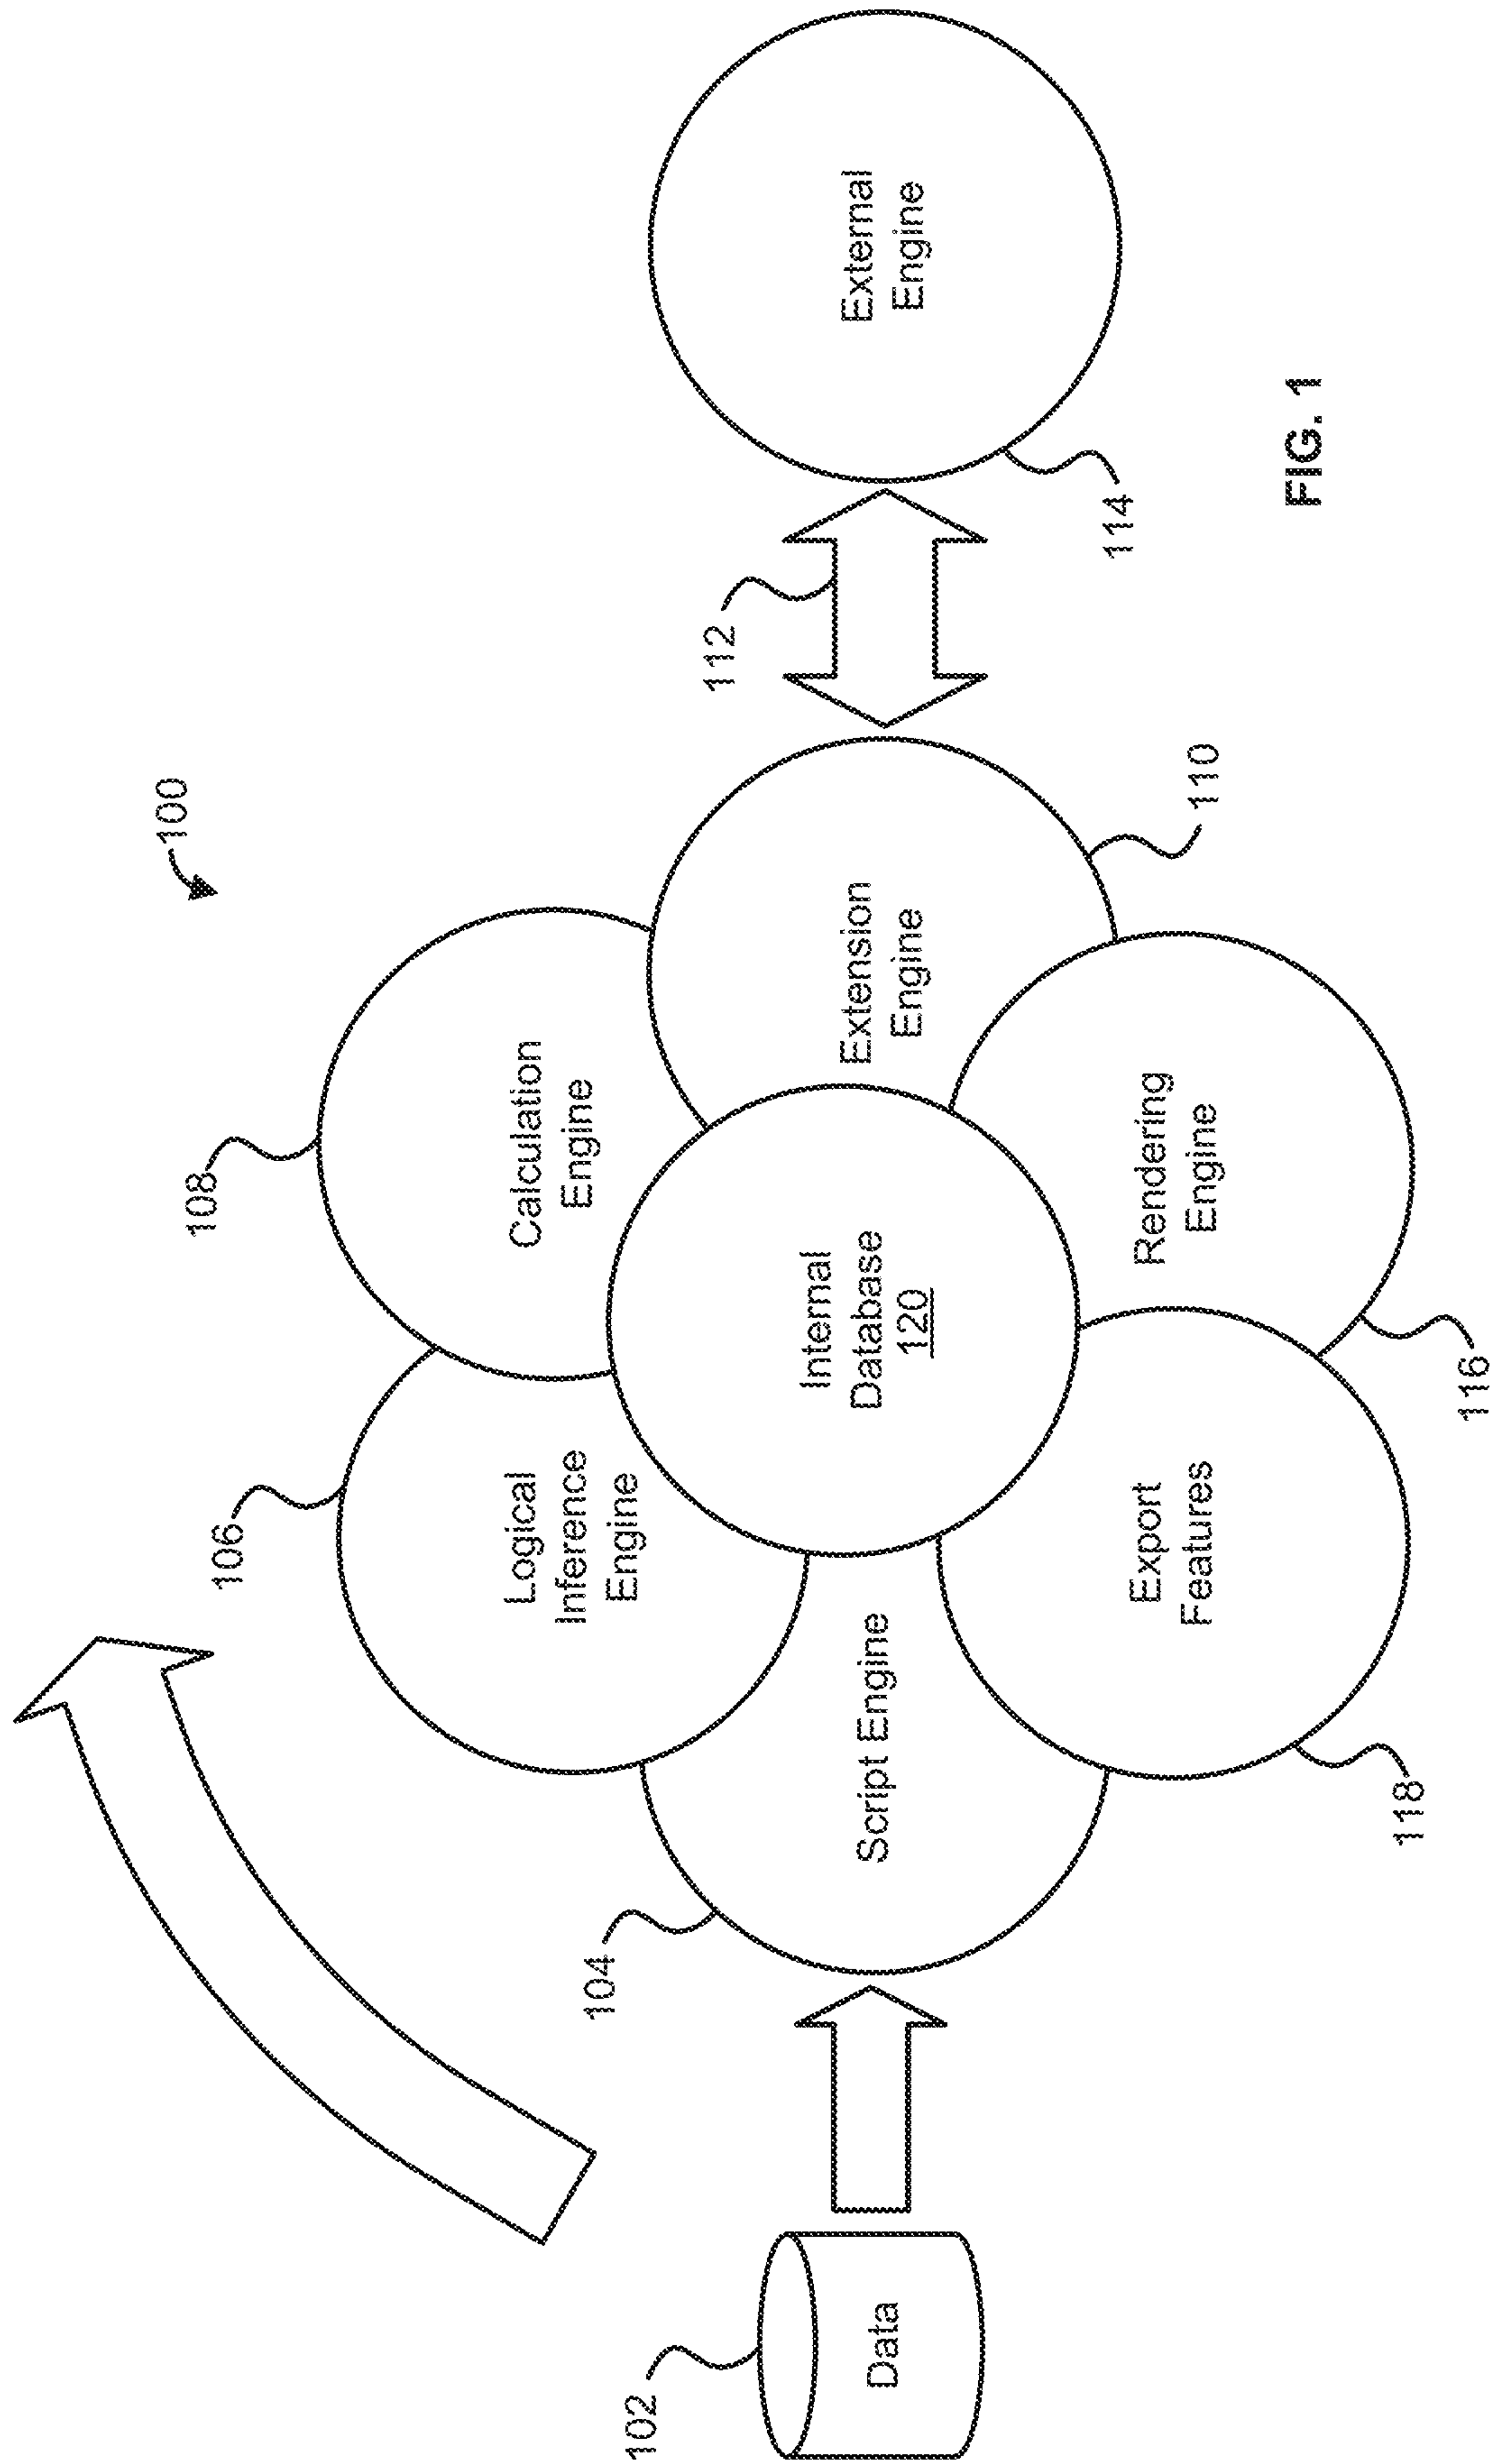 100
108
106
Calculation
Engine
Logical
Inference
Engine
112
104
102
Internal
Database
120
Extension
Engine
External
Engine
Script Engine
Data
114
110
Rendering
Engine
Export
Features
116
118
FIG. 1